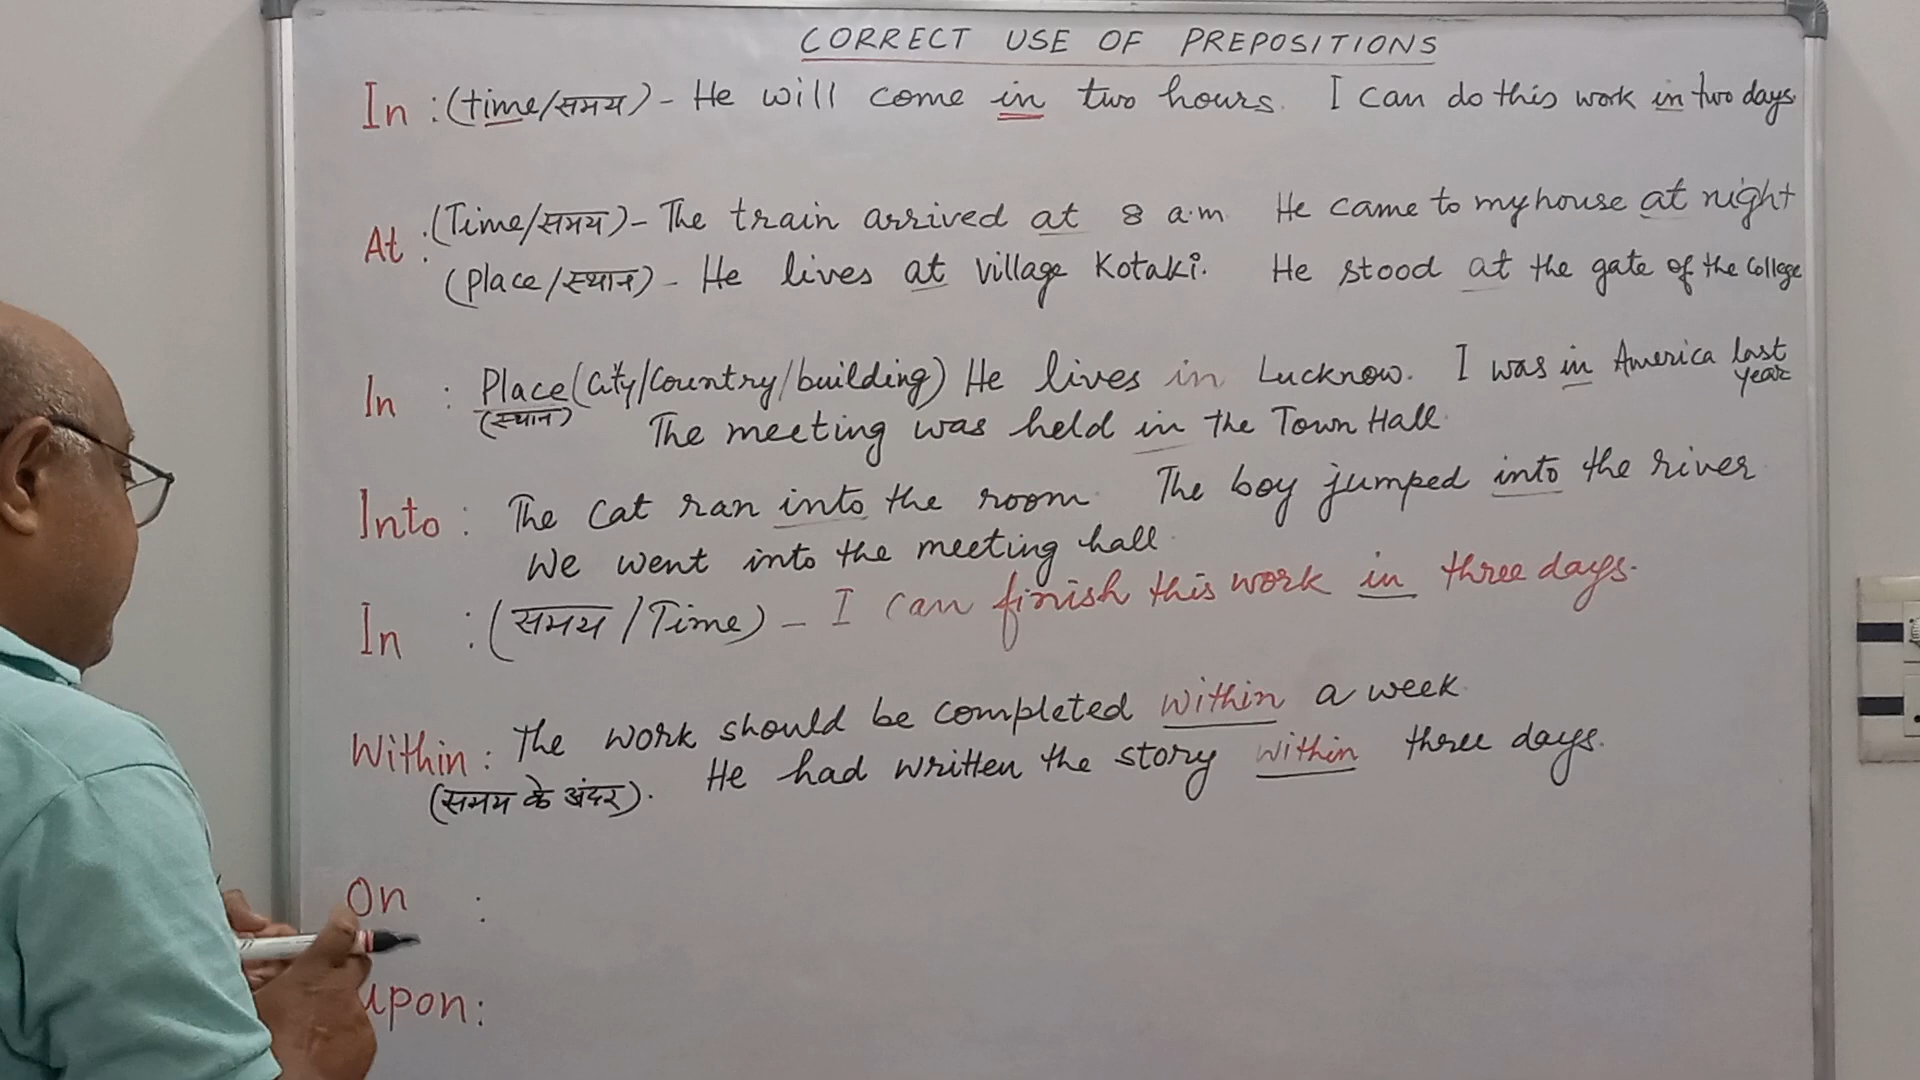 CORRECT USE OF PREPOSITIONS
In : (time/समय) - He will come in two hours. I can do this work in two days
At : (Time/समय) - The train arrived at 8 a.m He came to my house at night
(place/स्थान) - He lives at village Kotaki. He stood at the gate of the College
In : Place (City/Country/building) He lives in Lucknow. I was in America last year
(स्थान) The meeting was held in the Town Hall.
Into : The cat ran into the room. The boy jumped into the river
We went into the meeting hall.
In : (समय/Time) - I can finish this work in three days.
Within : The work should be completed within a week.
(समय के अंदर). He had written the story within three days.
On :
upon: